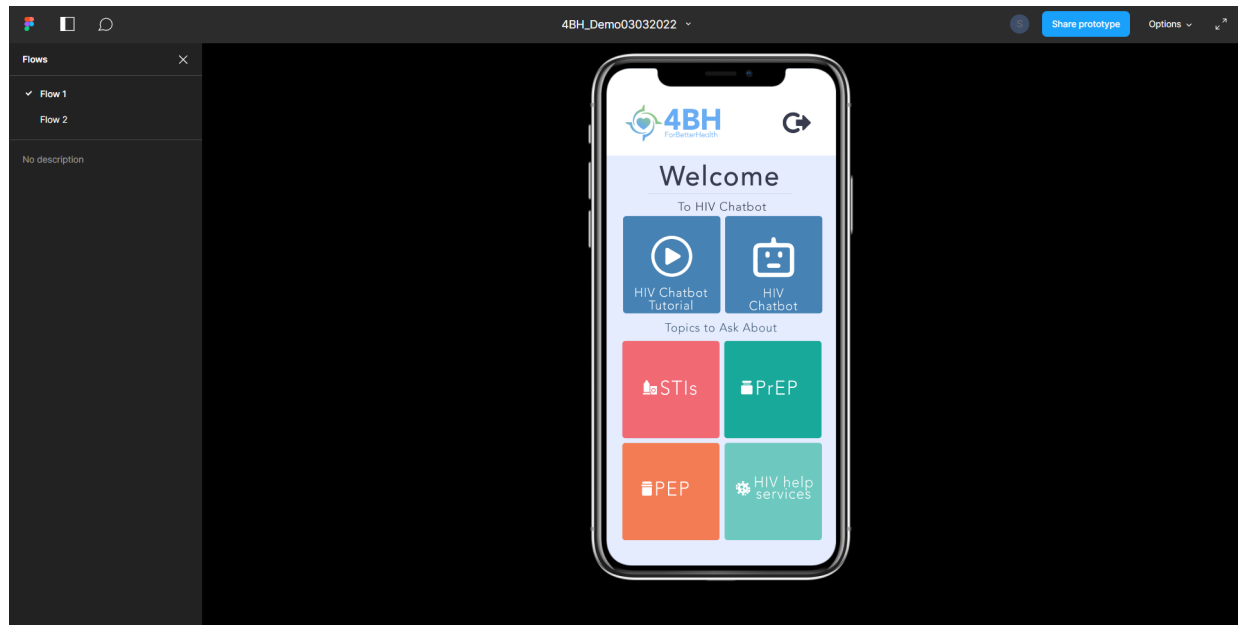 4BH_Demo03032022
S
Share prototype
Options
Flows
Flow 1
Flow 2
No description
4BH
ForBetterHealth
Welcome
To HIV Chatbot
HIV Chatbot
Tutorial
HIV
Chatbot
Topics to Ask About
STIs
PrEP
PEP
HIV help
services